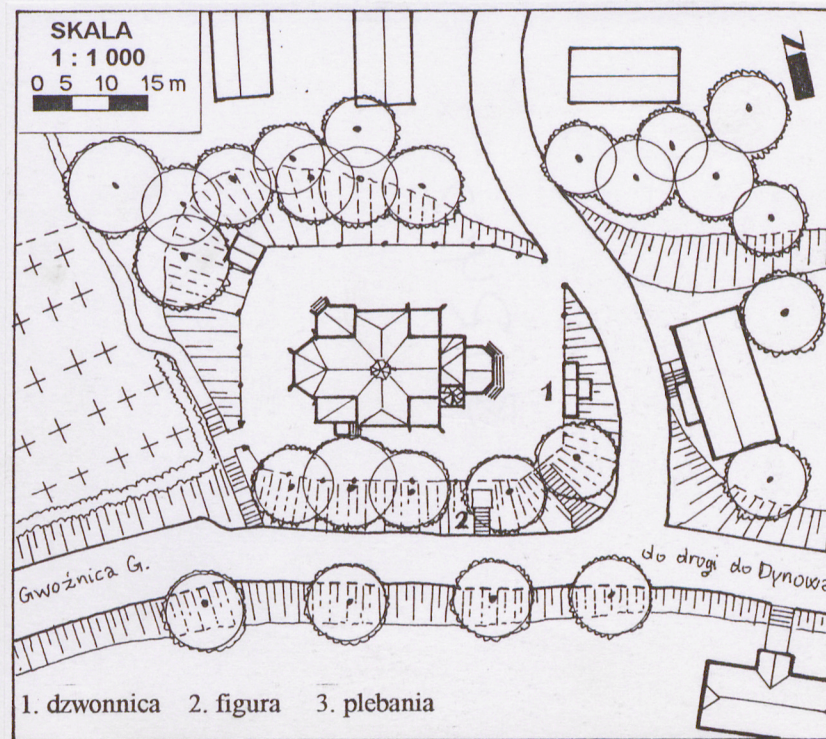 SKALA
1 : 1 000
0 5 10 15 m
1
2
Gwoźnica G.
do drogi do Dynowa
1. dzwonnica 2. figura 3. plebania